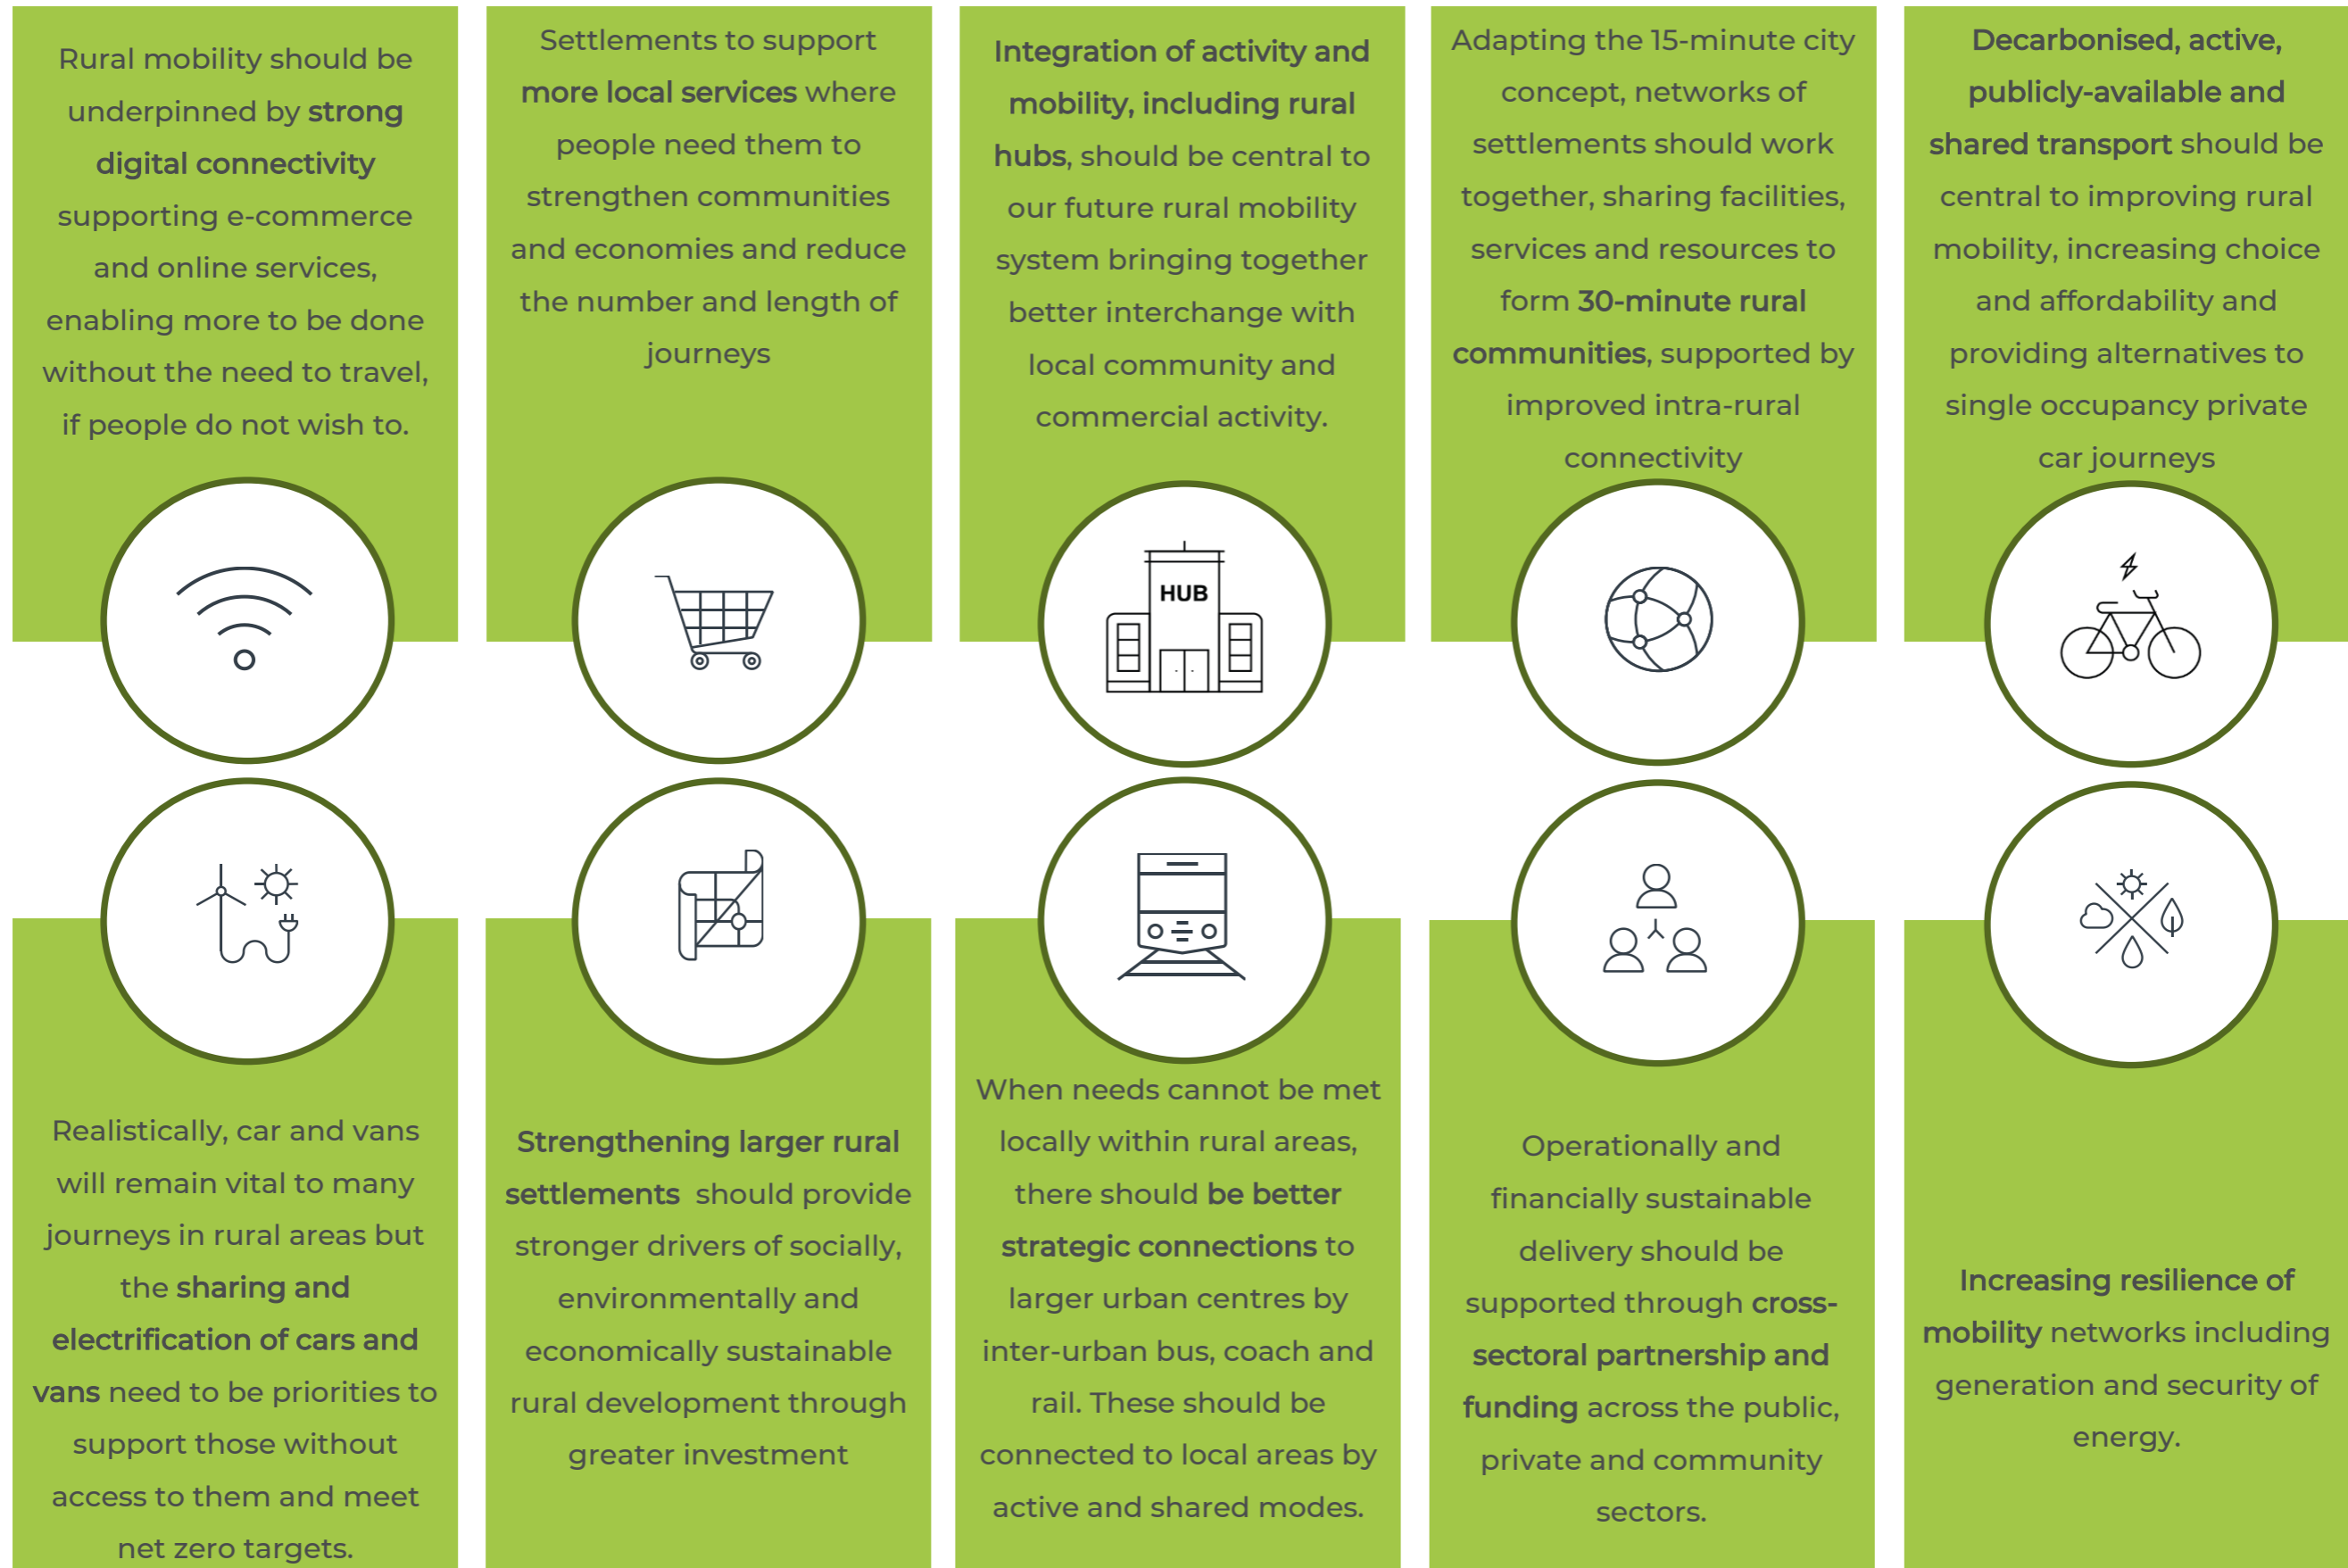 Rural mobility should be
underpinned by strong
digital connectivity
supporting e-commerce
and online services,
enabling more to be done
without the need to travel,
if people do not wish to.
Settlements to support
more local services where
people need them to
strengthen communities
and economies and reduce
the number and length of
journeys
Integration of activity and
mobility, including rural
hubs, should be central to
our future rural mobility
system bringing together
better interchange with
local community and
commercial activity.
HUB
Adapting the 15-minute city
concept, networks of
settlements should work
together, sharing facilities,
services and resources to
form 30-minute rural
communities, supported by
improved intra-rural
connectivity
Decarbonised, active,
publicly-available and
shared transport should be
central to improving rural
mobility, increasing choice
and affordability and
providing alternatives to
single occupancy private
car journeys
Realistically, car and vans
will remain vital to many
journeys in rural areas but
the sharing and
electrification of cars and
vans need to be priorities to
support those without
access to them and meet
net zero targets.
Strengthening larger rural
settlements should provide
stronger drivers of socially,
environmentally and
economically sustainable
rural development through
greater investment
When needs cannot be met
locally within rural areas,
there should be better
strategic connections to
larger urban centres by
inter-urban bus, coach and
rail. These should be
connected to local areas by
active and shared modes.
Operationally and
financially sustainable
delivery should be
supported through cross-
sectoral partnership and
funding across the public,
private and community
sectors.
Increasing resilience of
mobility networks including
generation and security of
energy.